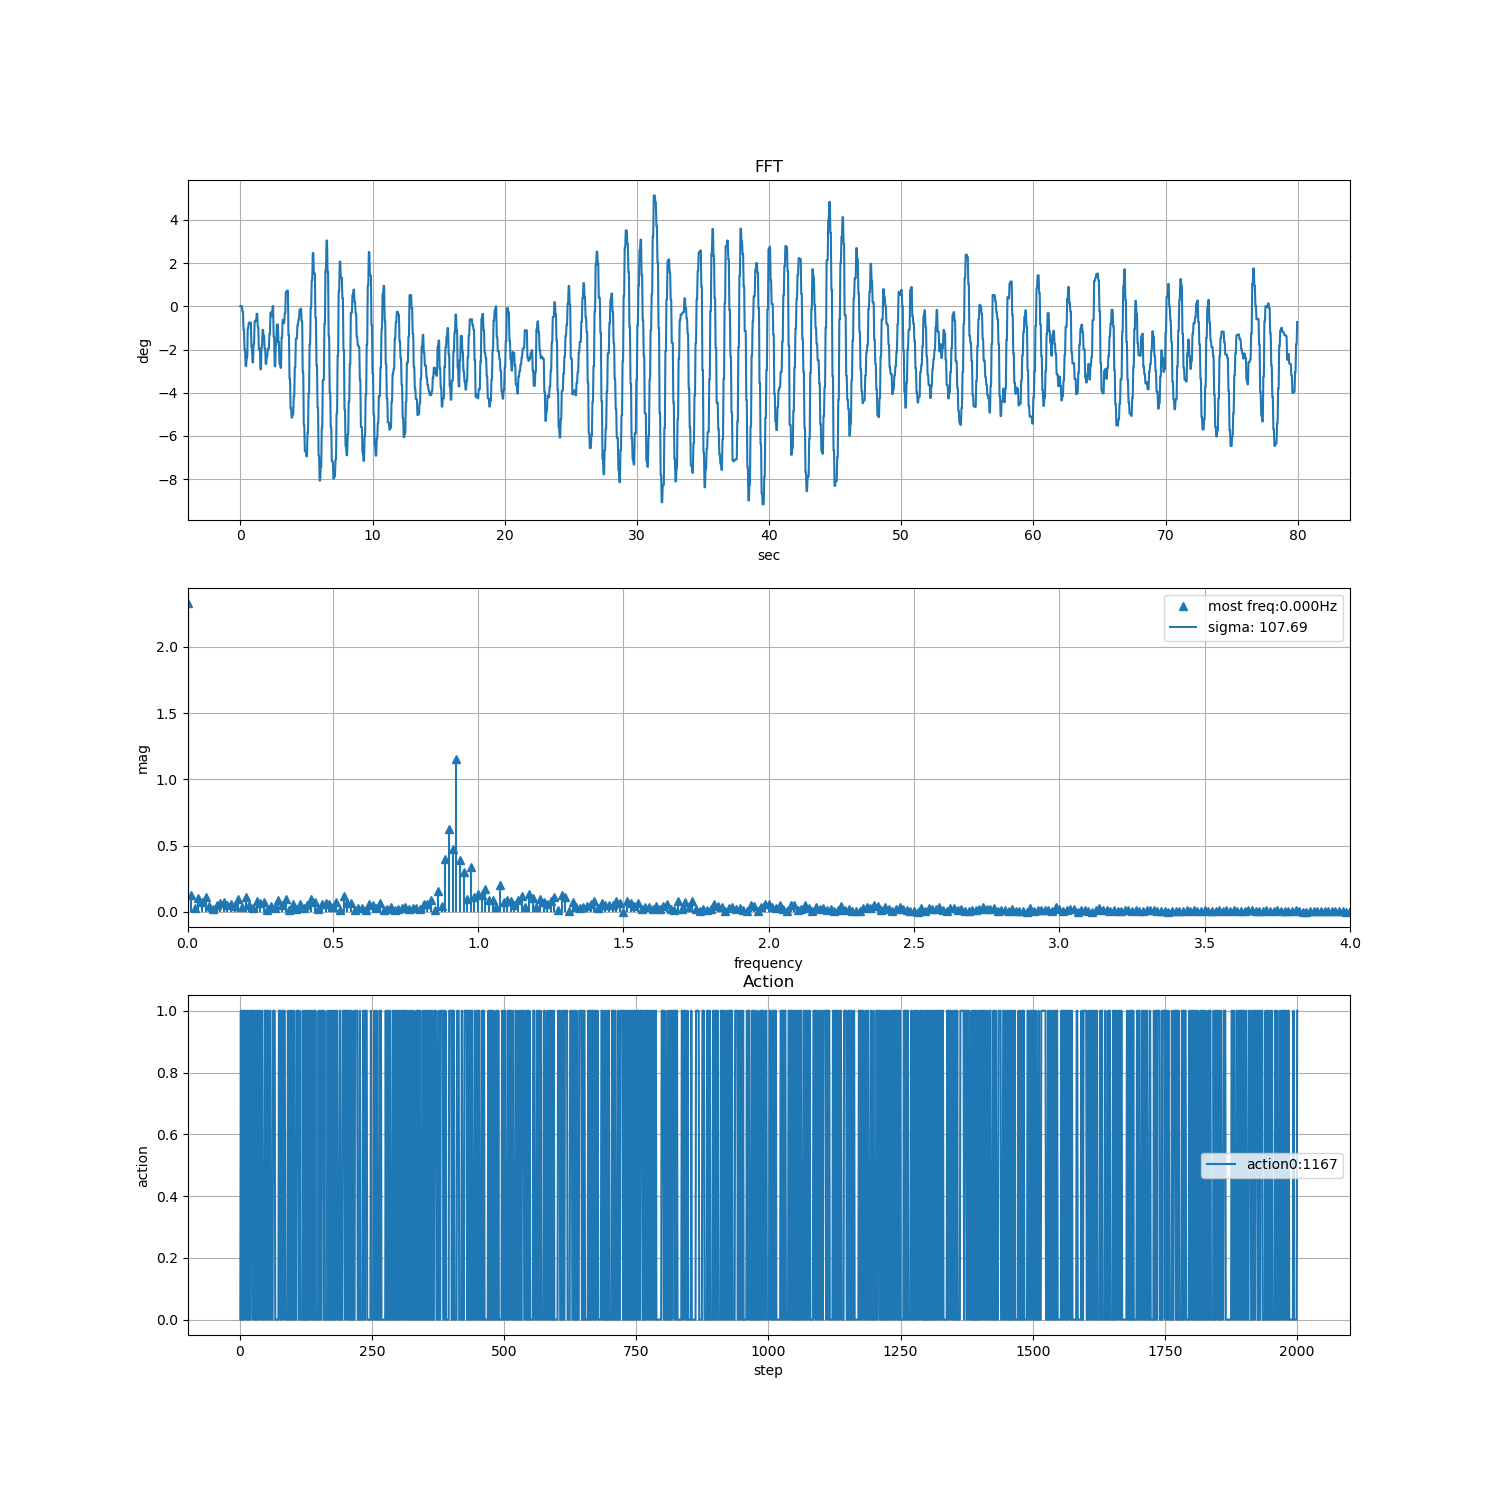 FFT
4
2
0
−2
−4
−6
−8
deg
0 10 20 30 40 50 60 70 80
sec
most freq:0.000Hz
sigma: 107.69
2.0
1.5
1.0
0.5
0.0
mag
0.0 0.5 1.0 1.5 2.0 2.5 3.0 3.5 4.0
frequency
Action
1.0
0.8
0.6
0.4
0.2
0.0
action
action0:1167
0 250 500 750 1000 1250 1500 1750 2000
step